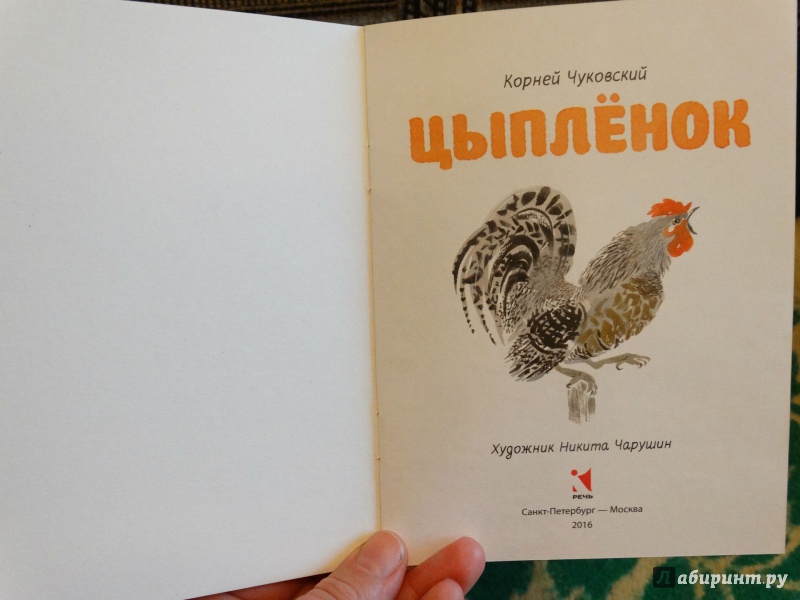 Корней Чуковский
ЦЫПЛЁНОК
Художник Никита Чарушин
РЕЧЬ
Санкт-Петербург — Москва
2016
Лабиринт.ру